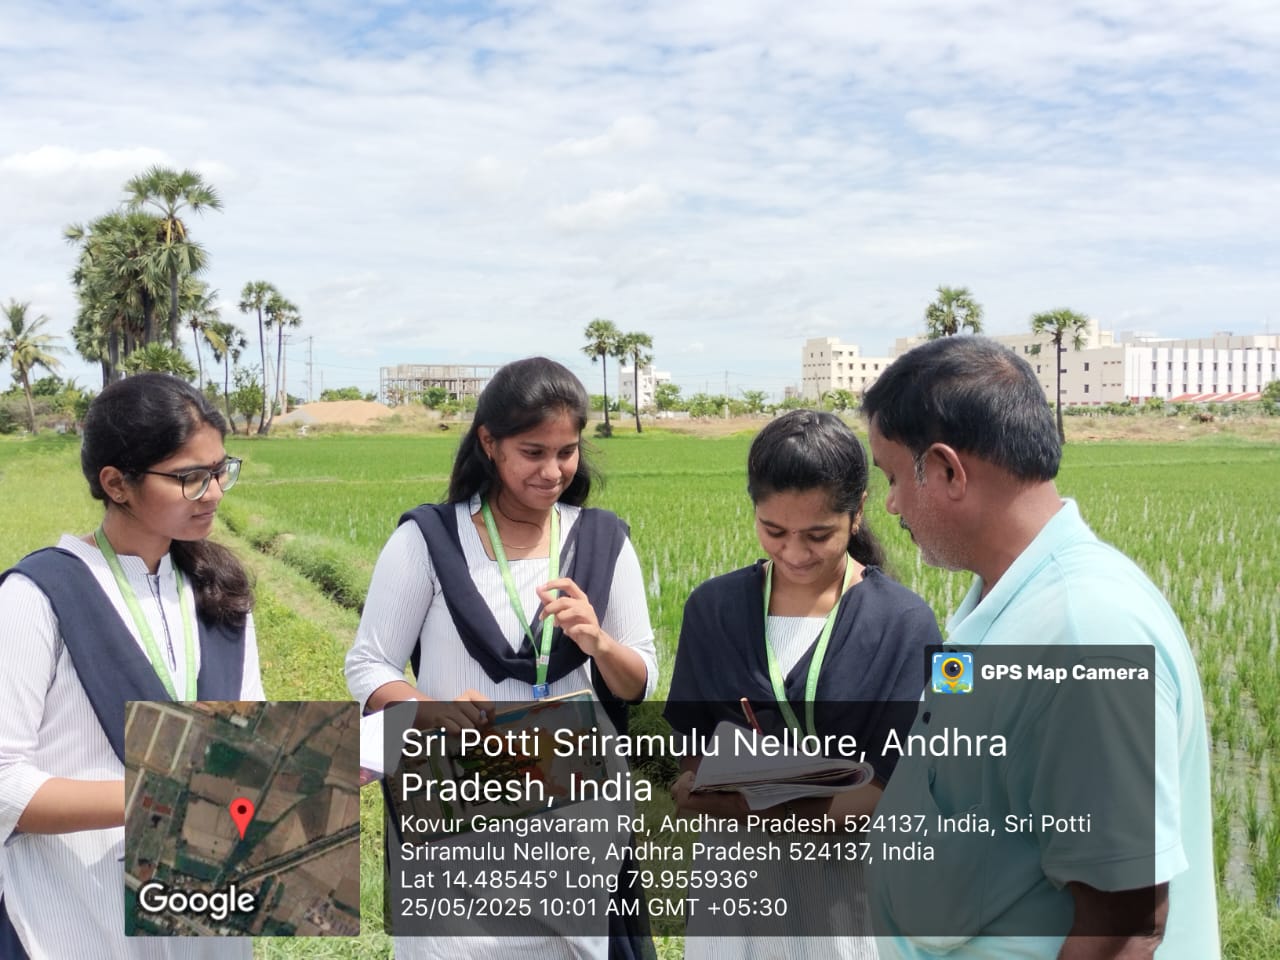 GPS Map Camera
Sri Potti Sriramulu Nellore, Andhra
Pradesh, India
Kovur Gangavaram Rd, Andhra Pradesh 524137, India, Sri Potti
Sriramulu Nellore, Andhra Pradesh 524137, India
Lat 14.48545° Long 79.955936°
25/05/2025 10:01 AM GMT +05:30
Google